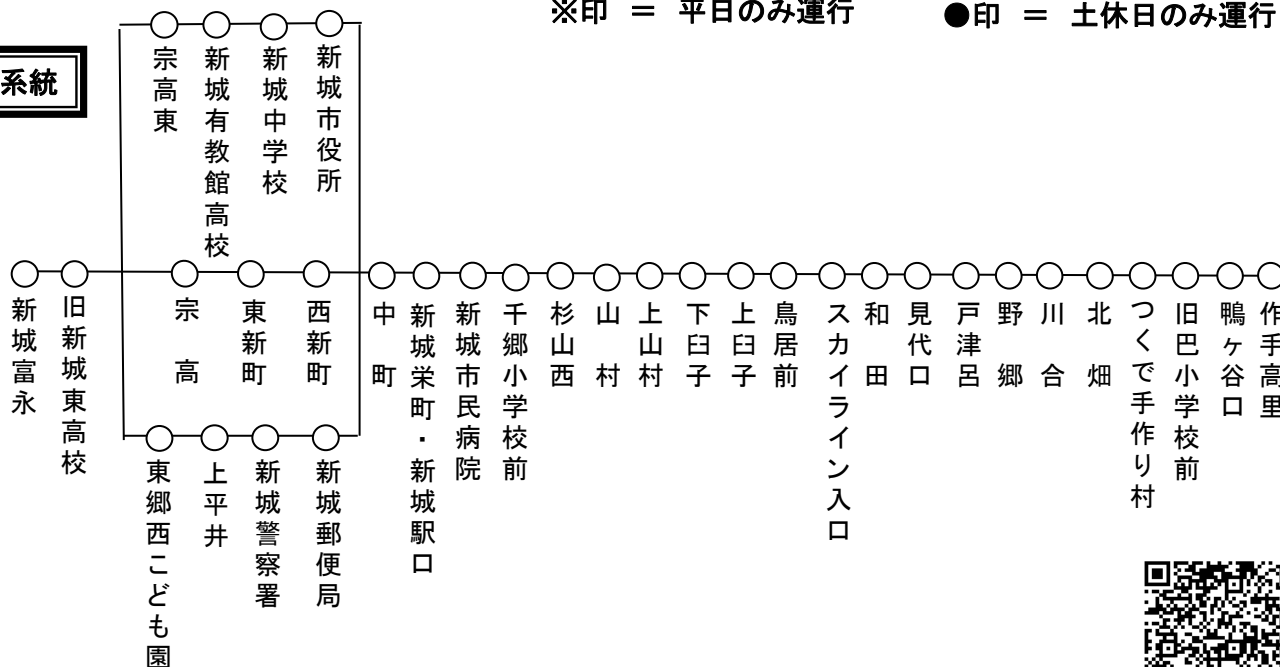 ※印 ＝ 平日のみ運行
●印 ＝ 土休日のみ運行
系統
宗高東
新城有教館高校
新城中学校
新城市役所
新城富永
旧新城東高校
宗高
東新町
西新町
中町
新城栄町・新城駅口
新城市民病院
千郷小学校前
杉山西
山村
上山村
下臼子
上臼子
鳥居前
スカイライン入口
和田
見代口
戸津呂
野郷
川合
北畑
つくで手作り村
旧巴小学校前
鴨ヶ谷口
作手高里
東郷西こども園
上平井
新城警察署
新城郵便局